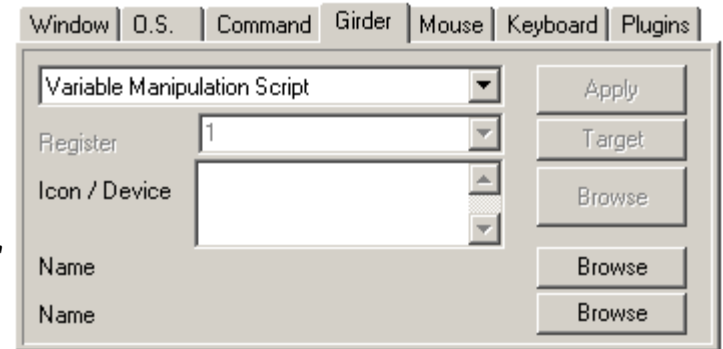 Window O.S. Command Girder Mouse Keyboard Plugins
Variable Manipulation Script Apply
Register 1 Target
Icon / Device Browse
Name Browse
Name Browse